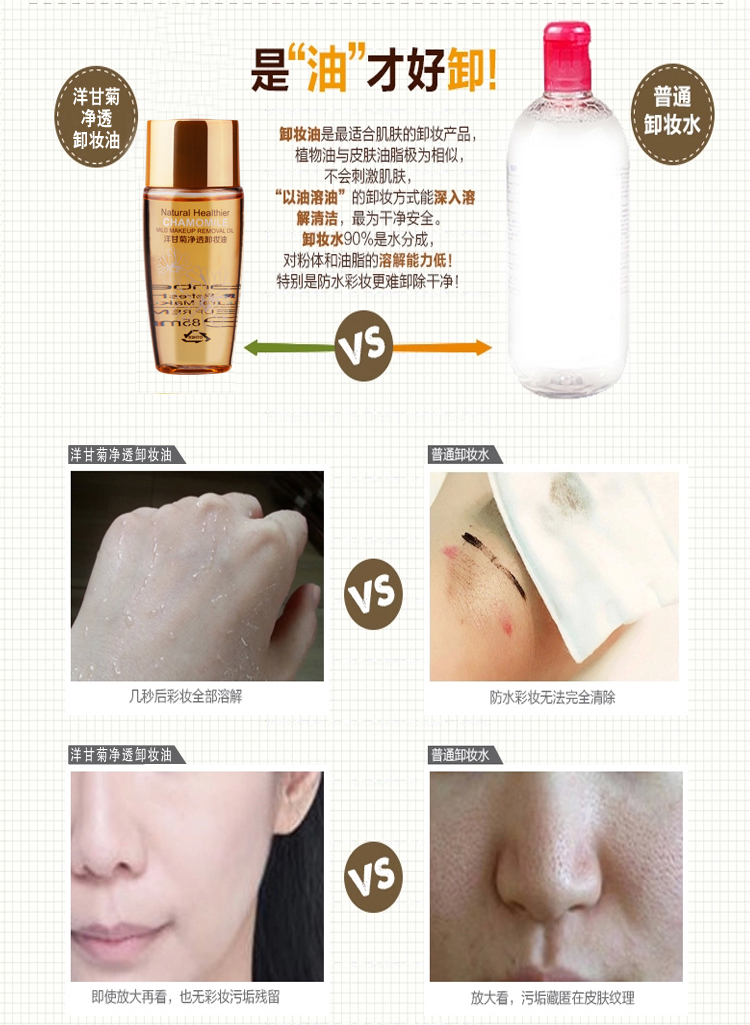 是“油”才好卸!
洋甘菊
净透
卸妆油
普通
卸妆水
卸妆油是最适合肌肤的卸妆产品，
植物油与皮肤油脂极为相似，
不会刺激肌肤，
“以油溶油”的卸妆方式能深入溶
解清洁，最为干净安全。
卸妆水90%是水分成，
对粉体和油脂的溶解能力低！
特别是防水彩妆更难卸除干净！
Natural Healthier
CHAMOMILE
MILD MAKEUP REMOVAL OIL
洋甘菊净透卸妆油
VS
洋甘菊净透卸妆油
普通卸妆水
VS
几秒后彩妆全部溶解
防水彩妆无法完全清除
洋甘菊净透卸妆油
普通卸妆水
VS
即使放大再看，也无彩妆污垢残留
放大看，污垢藏匿在皮肤纹理